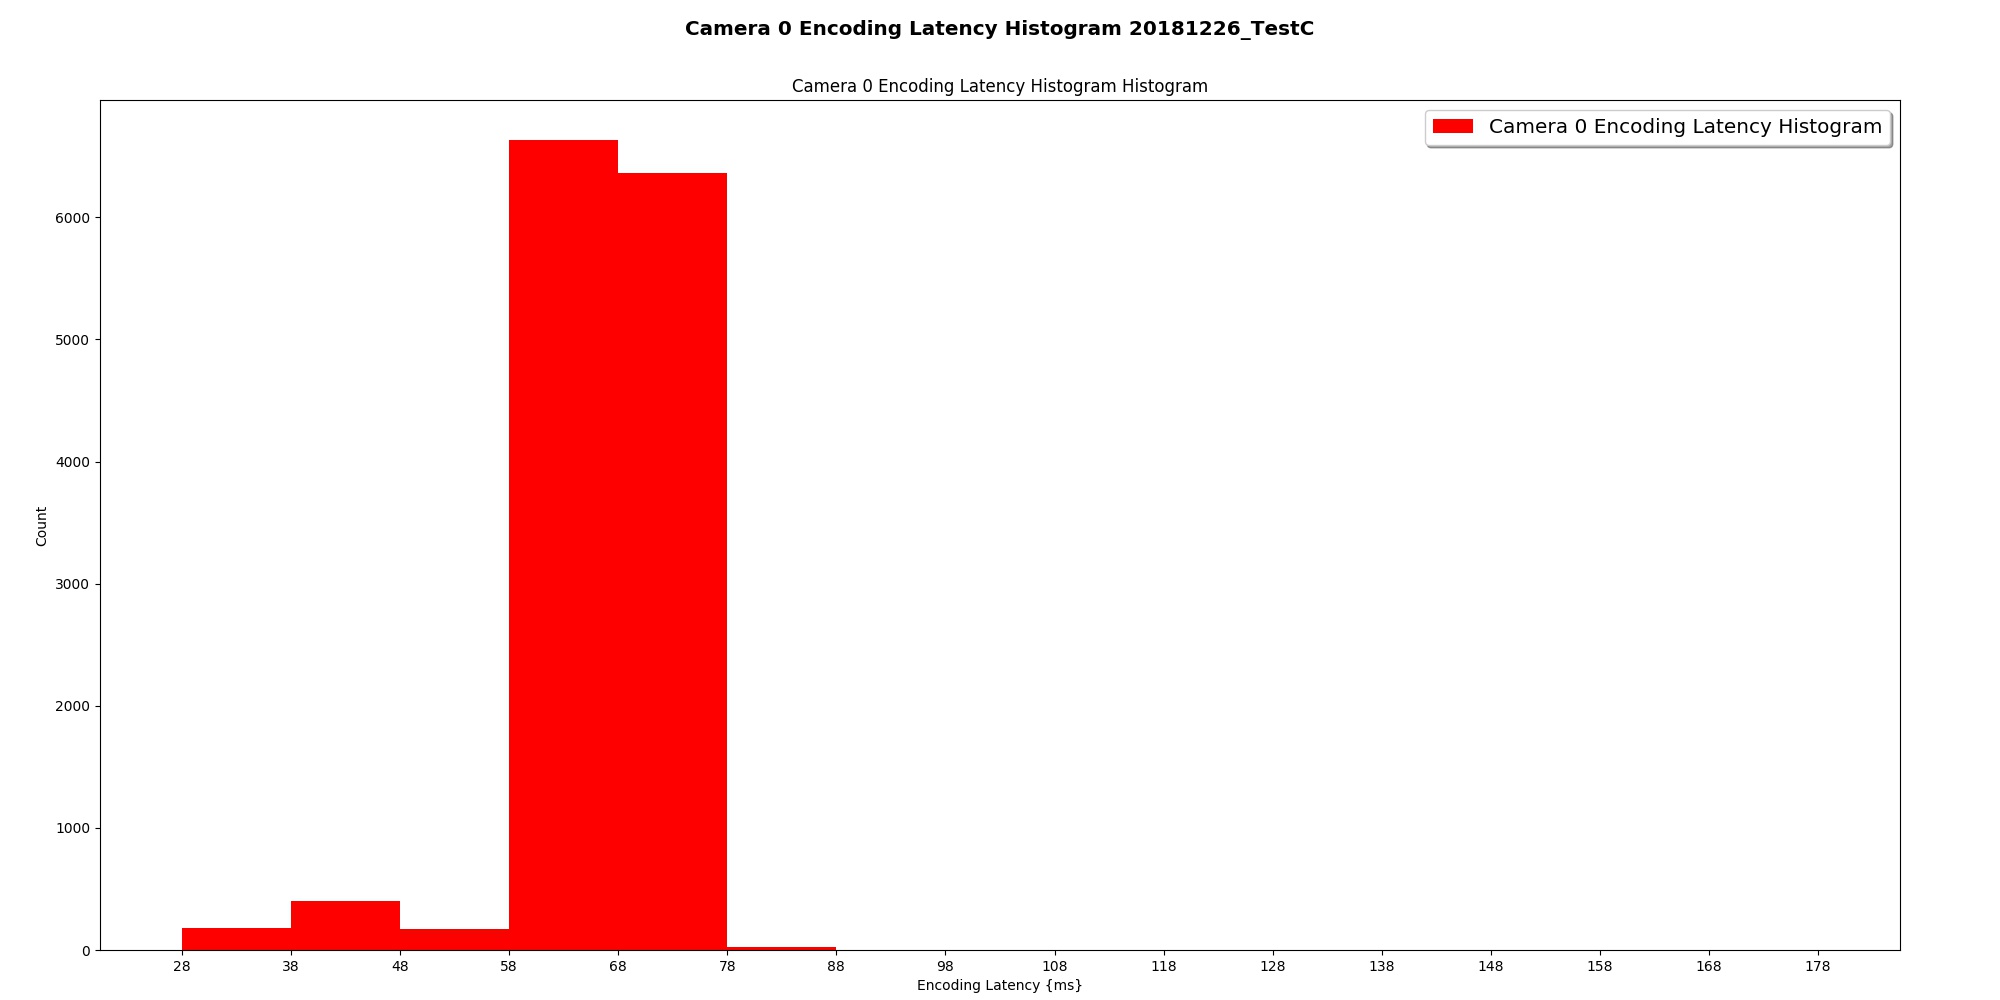 Camera 0 Encoding Latency Histogram 20181226_TestC
Camera 0 Encoding Latency Histogram Histogram
Camera 0 Encoding Latency Histogram
6000
5000
4000
3000
2000
1000
0
Count
28 38 48 58 68 78 88 98 108 118 128 138 148 158 168 178
Encoding Latency {ms}